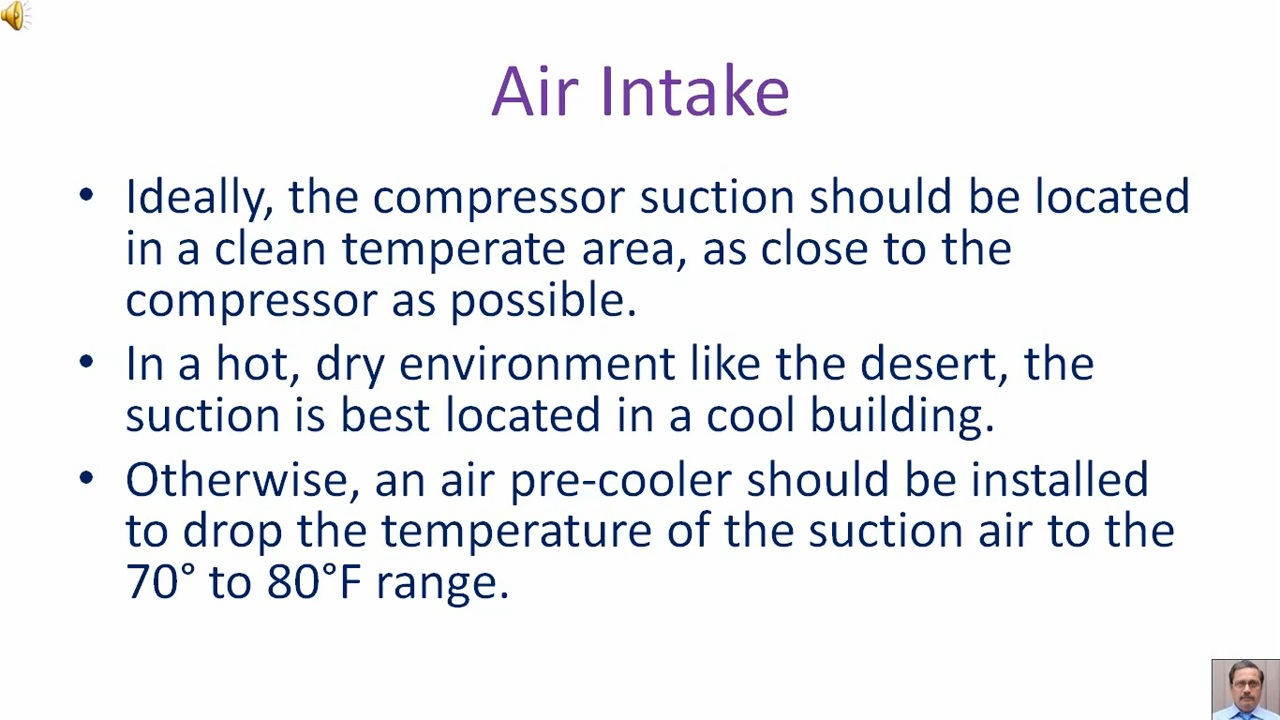 Air Intake
• Ideally, the compressor suction should be located
in a clean temperate area, as close to the
compressor as possible.
• In a hot, dry environment like the desert, the
suction is best located in a cool building.
• Otherwise, an air pre-cooler should be installed
to drop the temperature of the suction air to the
70° to 80°F range.